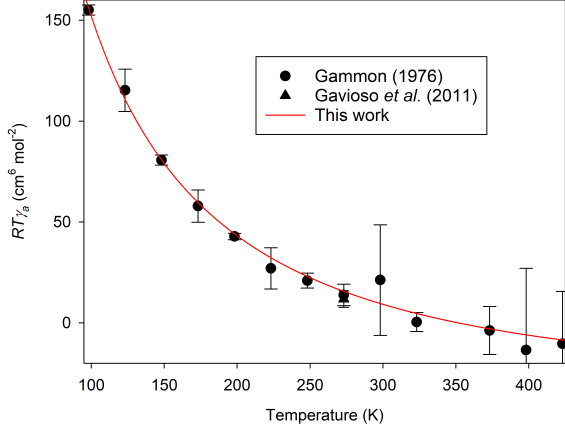 150
100
50
0
RTγₐ (cm⁶ mol⁻²)
Gammon (1976)
Gavioso et al. (2011)
This work
100 150 200 250 300 350 400
Temperature (K)